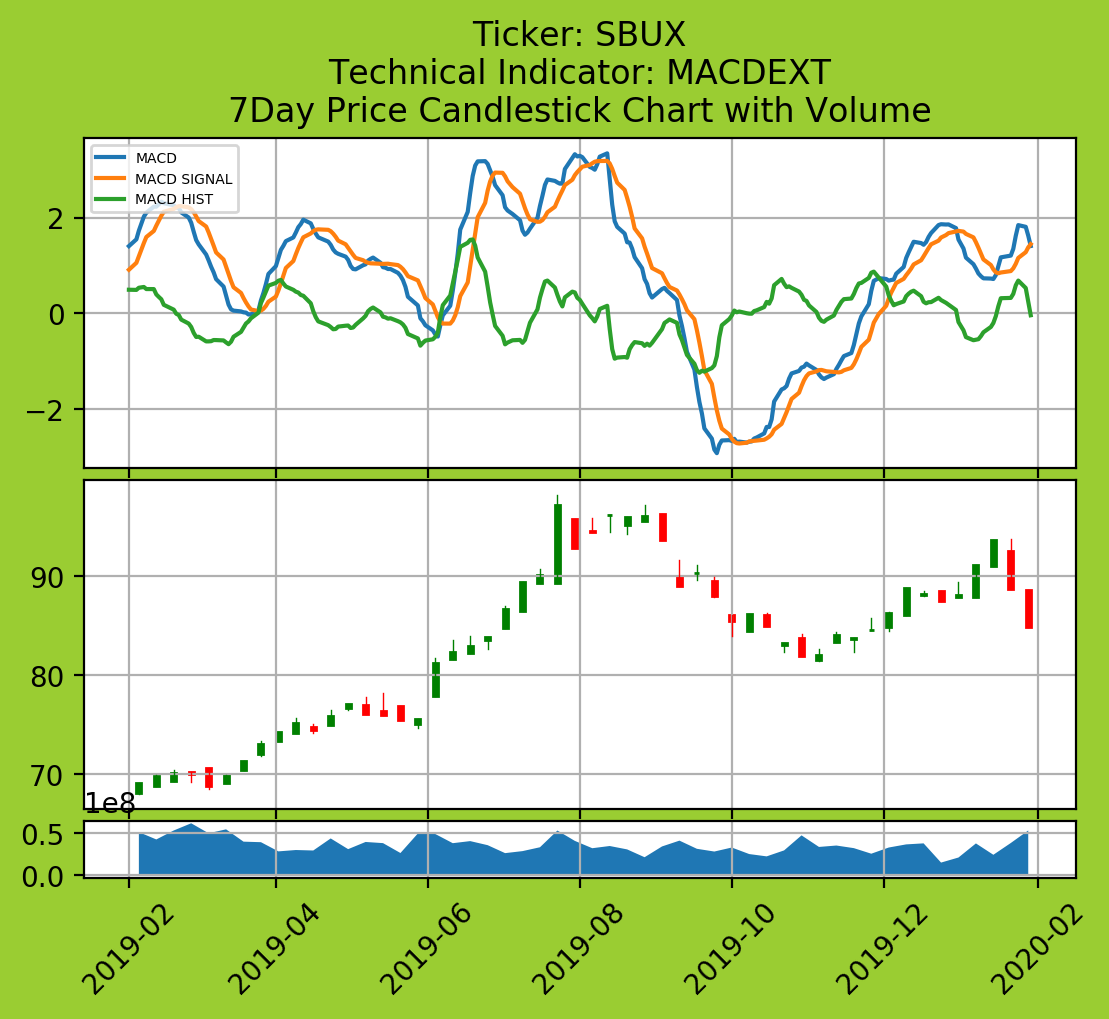 Ticker: SBUX
Technical Indicator: MACDEXT
7Day Price Candlestick Chart with Volume
MACD
MACD SIGNAL
MACD HIST
2
0
−2
90
80
70
1e8
0.5
0.0
2019-02
2019-04
2019-06
2019-08
2019-10
2019-12
2020-02